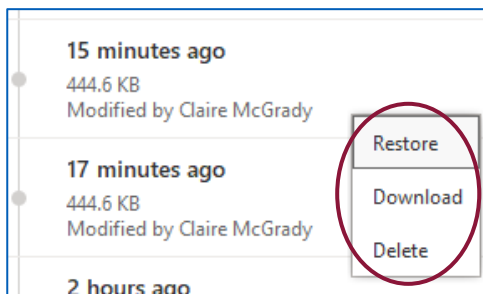 15 minutes ago
444.6 KB
Modified by Claire McGrady
Restore
17 minutes ago
Download
444.6 KB
Modified by Claire McGrady
Delete
2 hours ago